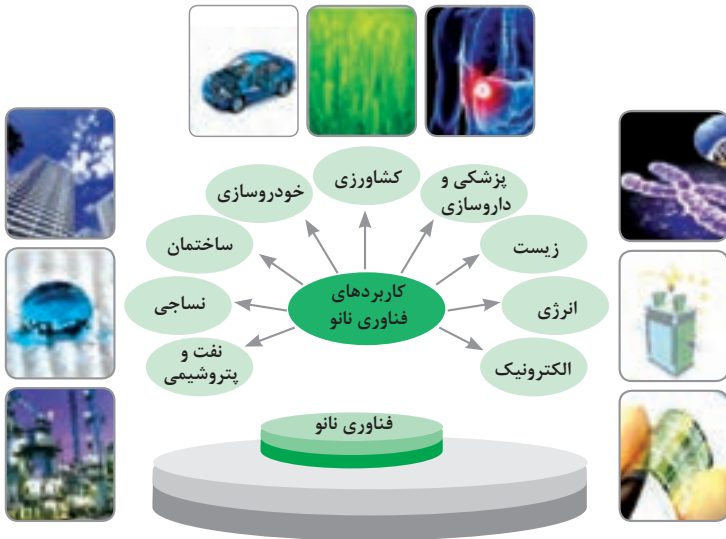 کشاورزی
پزشکی و
داروسازی
خودروسازی
زیست
ساختمان
کاربردهای
فناوری نانو
انرژی
نساجی
الکترونیک
نفت و
پتروشیمی
فناوری نانو